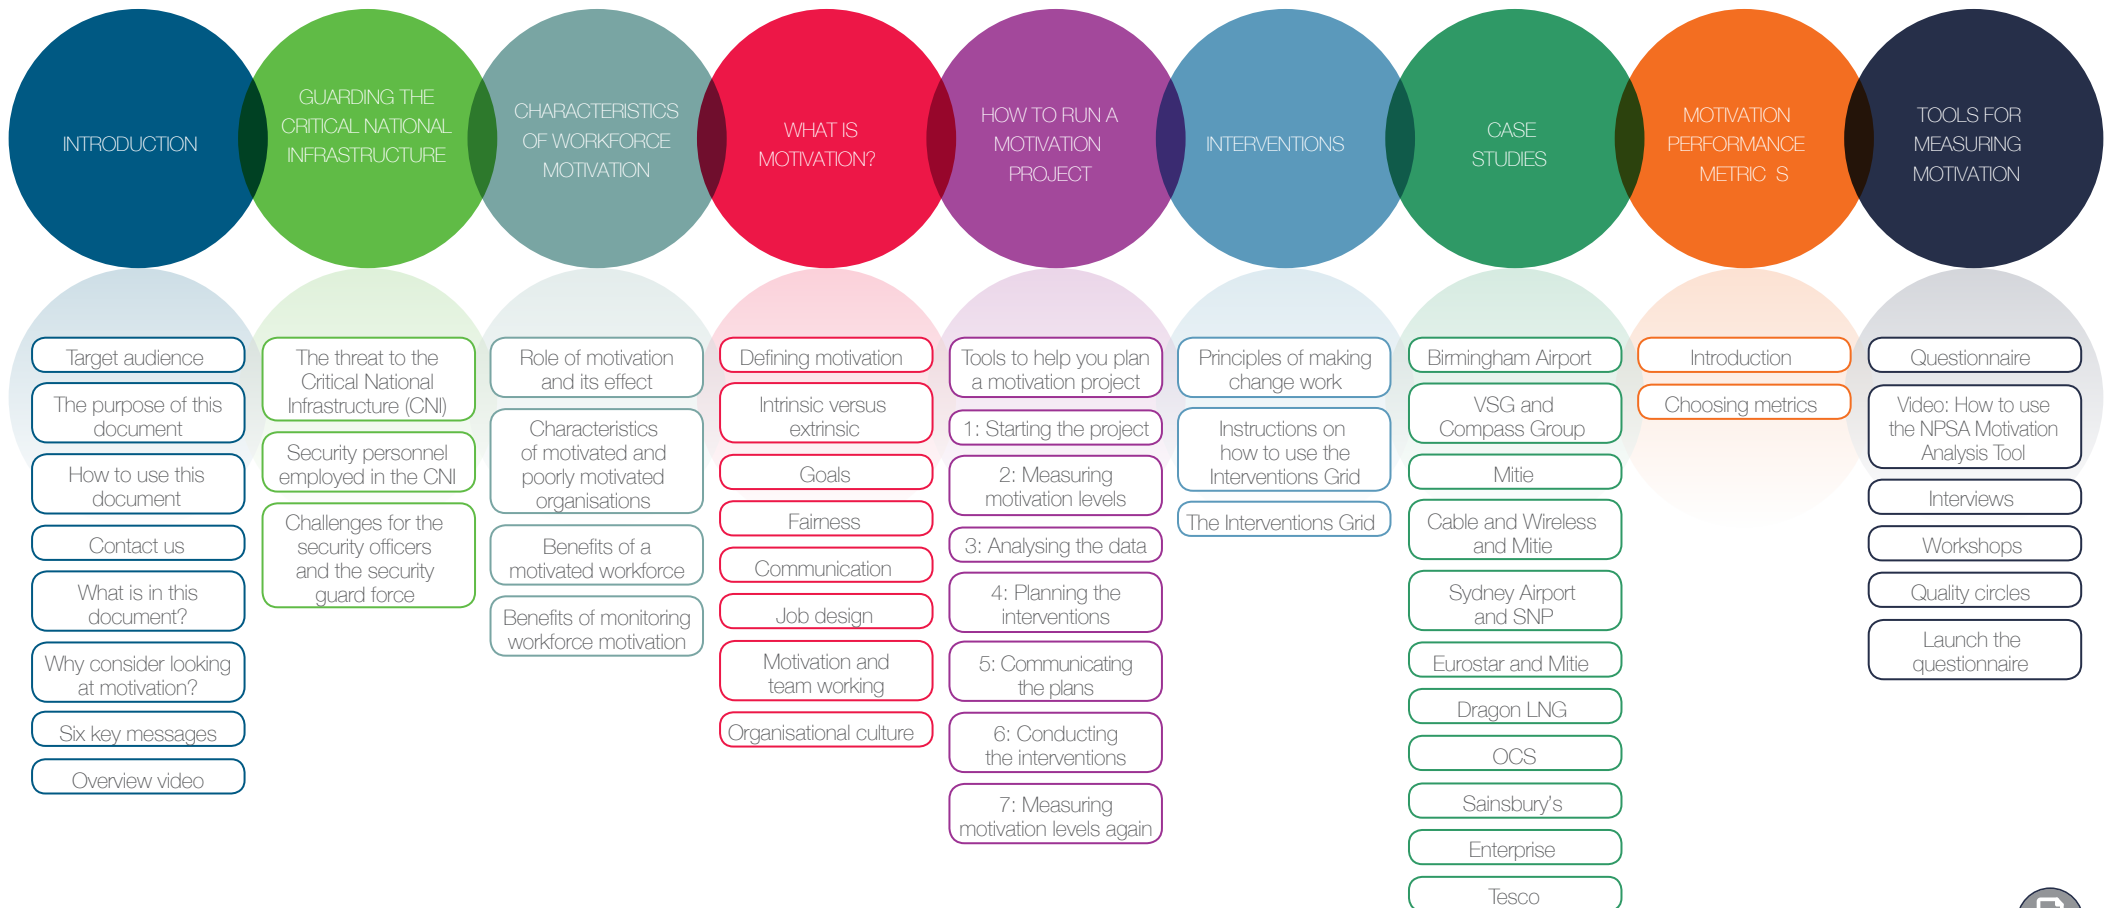 INTRODUCTION
GUARDING THE
CRITICAL NATIONAL
INFRASTRUCTURE
CHARACTERISTICS
OF WORKFORCE
MOTIVATION
WHAT IS
MOTIVATION?
HOW TO RUN A
MOTIVATION
PROJECT
INTERVENTIONS
CASE
STUDIES
MOTIVATION
PERFORMANCE
METRIC S
TOOLS FOR
MEASURING
MOTIVATION
Target audience
The purpose of this
document
How to use this
document
Contact us
What is in this
document?
Why consider looking
at motivation?
Six key messages
Overview video
The threat to the
Critical National
Infrastructure (CNI)
Security personnel
employed in the CNI
Challenges for the
security officers
and the security
guard force
Role of motivation
and its effect
Characteristics
of motivated and
poorly motivated
organisations
Benefits of a
motivated workforce
Benefits of monitoring
workforce motivation
Defining motivation
Intrinsic versus
extrinsic
Goals
Fairness
Communication
Job design
Motivation and
team working
Organisational culture
Tools to help you plan
a motivation project
1: Starting the project
2: Measuring
motivation levels
3: Analysing the data
4: Planning the
interventions
5: Communicating
the plans
6: Conducting
the interventions
7: Measuring
motivation levels again
Principles of making
change work
Instructions on
how to use the
Interventions Grid
The Interventions Grid
Birmingham Airport
VSG and
Compass Group
Mitie
Cable and Wireless
and Mitie
Sydney Airport
and SNP
Eurostar and Mitie
Dragon LNG
OCS
Sainsbury's
Enterprise
Tesco
Introduction
Choosing metrics
Questionnaire
Video: How to use
the NPSA Motivation
Analysis Tool
Interviews
Workshops
Quality circles
Launch the
questionnaire